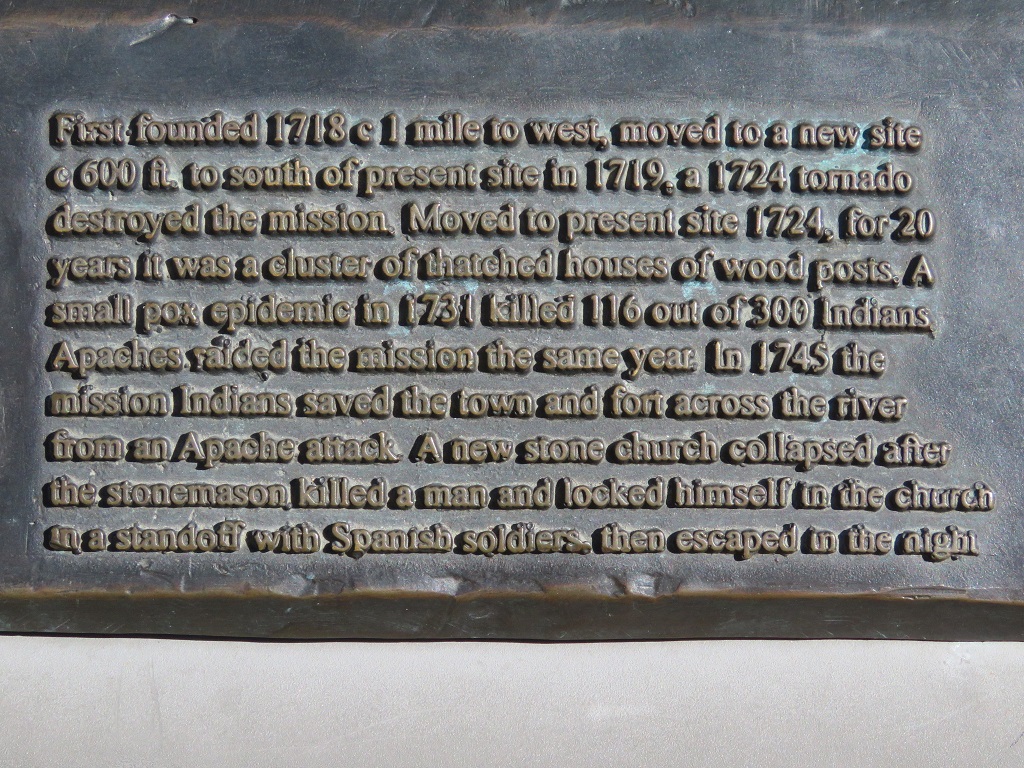 First founded 1718 c 1 mile to west, moved to a new site
c 600 ft. to south of present site in 1719, a 1724 tornado
destroyed the mission. Moved to present site 1724, for 20
years it was a cluster of thatched houses of wood posts. A
small pox epidemic in 1731 killed 116 out of 300 Indians,
Apaches raided the mission the same year. In 1745 the
mission Indians saved the town and fort across the river
from an Apache attack. A new stone church collapsed after
the stonemason killed a man and locked himself in the church
in a standoff with Spanish soldiers, then escaped in the night